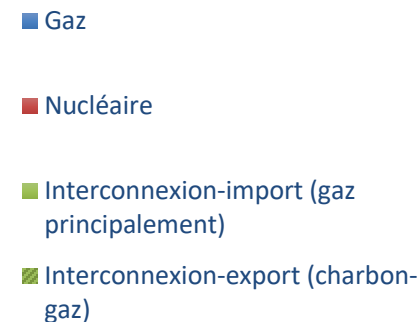 Gaz
Nucléaire
Interconnexion-import (gaz
principalement)
Interconnexion-export (charbon-
gaz)